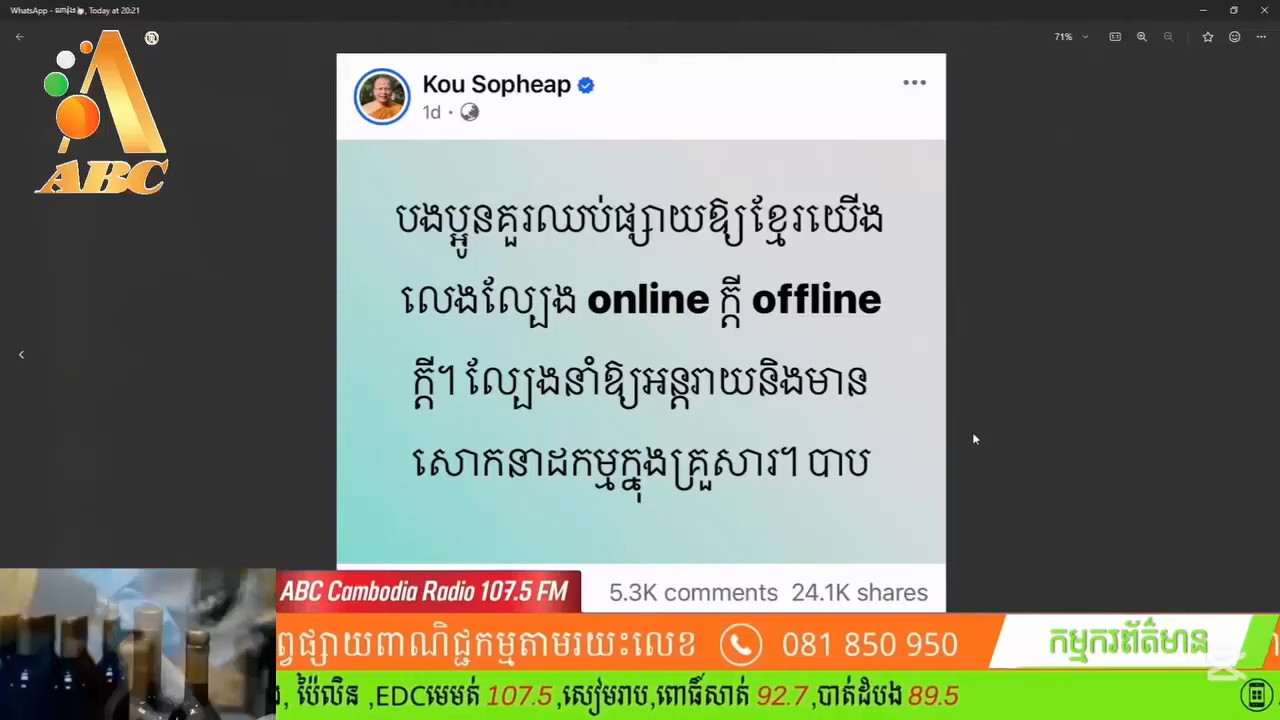 WhatsApp - ណារ៉ុង, Today at 20:21
71%
ABC
Kou Sopheap
1d ·
បងប្អូនគួរឈប់ផ្សាយឱ្យខ្មែរយើង
លេងល្បែង online ក្ដី offline
ក្ដី។ ល្បែងនាំឱ្យអន្តរាយនិងមាន
សោកនាដកម្មក្នុងគ្រួសារ។ បាប
5.3K comments 24.1K shares
ABC Cambodia Radio 107.5 FM
ព្វផ្សាយពាណិជ្ជកម្មតាមរយៈលេខ 081 850 950
កម្មករព័ត៌មាន
, ប៉ៃលិន ,EDCមេមត់ 107.5 ,សៀមរាប,ពោធិ៍សាត់ 92.7 ,បាត់ដំបង 89.5